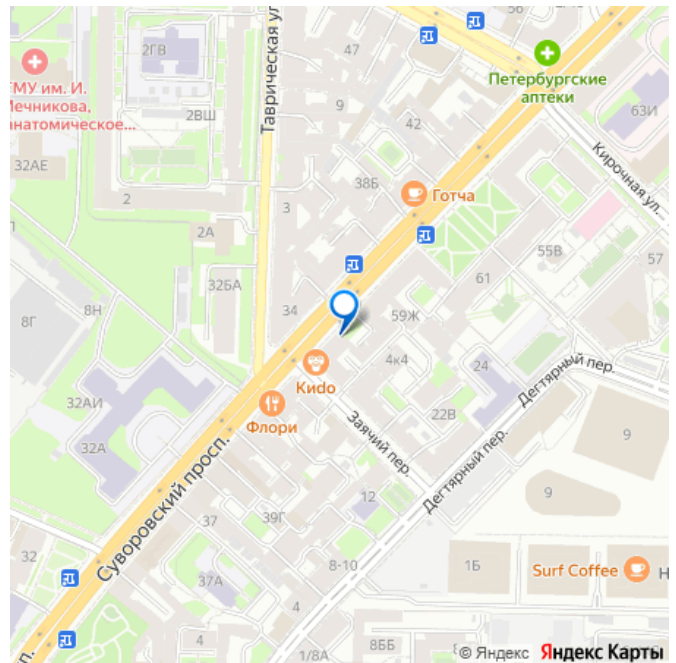 56
2ГВ
47
Таврическая ул
Петербургские
аптеки
ГМУ им. И.
Мечникова,
анатомическое...
2ВШ
9
42
63И
32АЕ
Кирочная ул...
38Б
Готча
2
3
2А
55В
57
32БА
61
8Н
34
59Ж
8Г
4к4
24
Дегтярный пер.
Кидо
32АИ
Флори
22В
Заячий пер.
32А
9
Дегтярный пер.
Суворовский просп.
12
9
37
39Г
32
8-10
1Б
Surf Coffee
Н
37А
4
п.
4
8ББ
1/8А
© Яндекс
Яндекс Карты